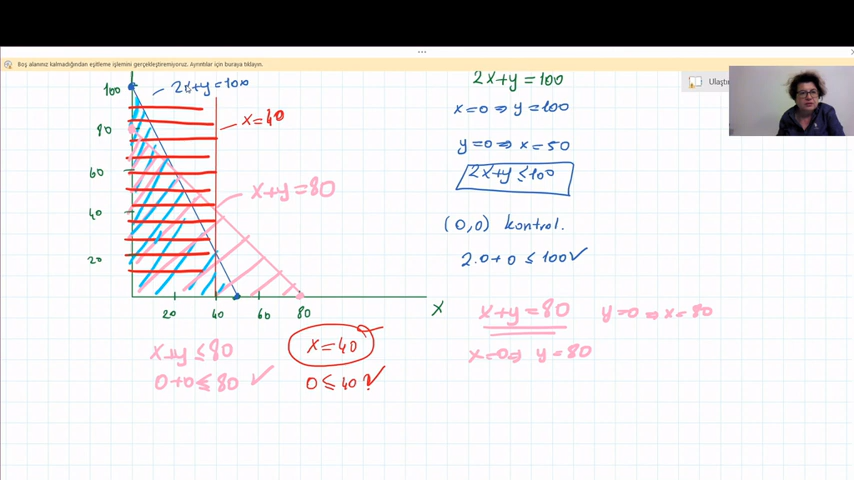 ...
Boş alanınız kalmadığından eşitleme işlemini gerçekleştiremiyoruz. Ayrıntılar için buraya tıklayın.
Ulaştır
100
2x+y=100
80
x=40
60
x+y=80
40
20
20 40 60 80
x
x+y≤80
0+0≤80 ✓
x=40
0≤40 ✓
2x+y=100
x=0⇒y=100
y=0⇒x=50
2x+y≤100
(0,0) kontrol.
2.0+0≤100✓
x+y=80 y=0⇒x=80
x=0⇒ y=80